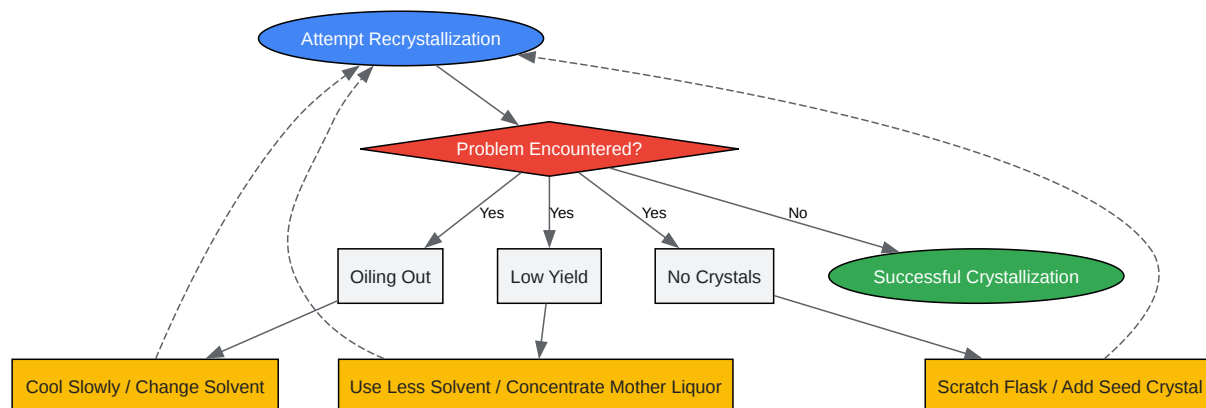 Attempt Recrystallization
Problem Encountered?
Yes
Yes
Yes
No
Oiling Out
Low Yield
No Crystals
Successful Crystallization
Cool Slowly / Change Solvent
Use Less Solvent / Concentrate Mother Liquor
Scratch Flask / Add Seed Crystal